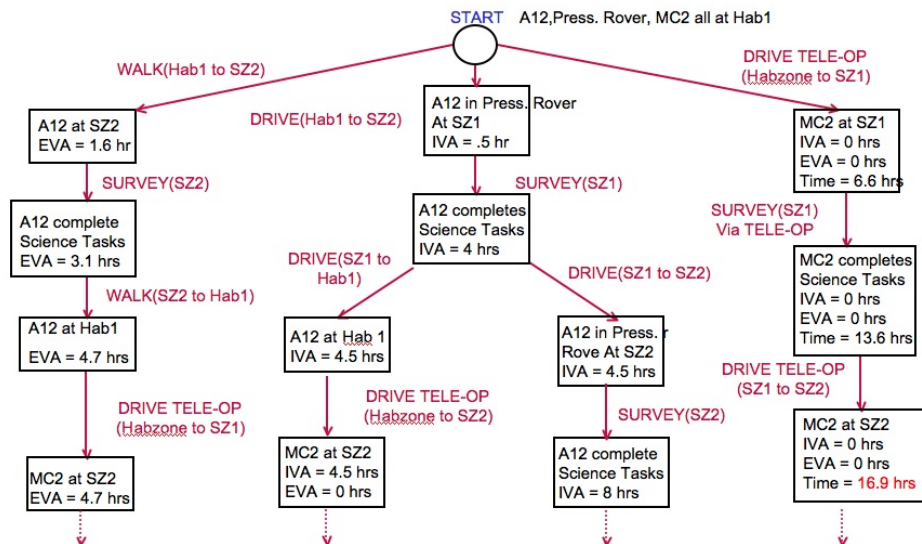 START A12,Press. Rover, MC2 all at Hab1
WALK(Hab1 to SZ2)
DRIVE TELE-OP
(Habzone to SZ1)
DRIVE(Hab1 to SZ2)
A12 at SZ2
EVA = 1.6 hr
A12 in Press. Rover
At SZ1
IVA = .5 hr
MC2 at SZ1
IVA = 0 hrs
EVA = 0 hrs
Time = 6.6 hrs
SURVEY(SZ2)
SURVEY(SZ1)
SURVEY(SZ1)
Via TELE-OP
A12 complete
Science Tasks
EVA = 3.1 hrs
A12 completes
Science Tasks
IVA = 4 hrs
MC2 completes
Science Tasks
IVA = 0 hrs
EVA = 0 hrs
Time = 13.6 hrs
WALK(SZ2 to Hab1)
DRIVE(SZ1 to
Hab1)
DRIVE(SZ1 to SZ2)
A12 at Hab1
EVA = 4.7 hrs
A12 at Hab 1
IVA = 4.5 hrs
A12 in Press. r
Rove At SZ2
IVA = 4.5 hrs
DRIVE TELE-OP
(SZ1 to SZ2)
DRIVE TELE-OP
(Habzone to SZ1)
DRIVE TELE-OP
(Habzone to SZ2)
SURVEY(SZ2)
MC2 at SZ2
EVA = 4.7 hrs
MC2 at SZ2
IVA = 4.5 hrs
EVA = 0 hrs
A12 complete
Science Tasks
IVA = 8 hrs
MC2 at SZ2
IVA = 0 hrs
EVA = 0 hrs
Time = 16.9 hrs